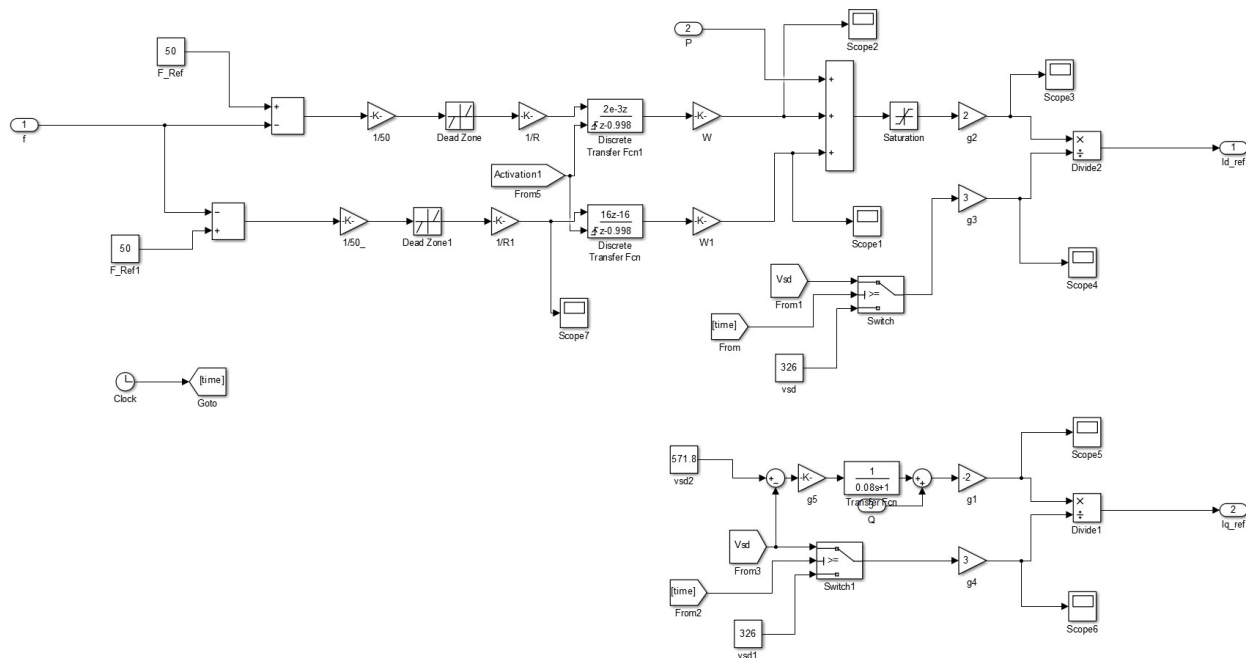 50
F_Ref
1
f
+
−
-K-
1/50
Dead Zone
-K-
1/R
2e-3z
z-0.998
Discrete
Transfer Fcn1
-K-
W
2
P
Scope2
+
+
+
Saturation
2
g2
Scope3
×
÷
Divide2
1
Id_ref
Activation1
From5
−
+
50
F_Ref1
-K-
1/50_
Dead Zone1
-K-
1/R1
16z-16
z-0.998
Discrete
Transfer Fcn
-K-
W1
Scope1
3
g3
Scope4
Scope7
Vsd
From1
[time]
From
>=
Switch
326
vsd
Clock
[time]
Goto
571.8
vsd2
+
−
-K-
g5
1
0.08s+1
Transfer Fcn
Q
+
+
-2
g1
Scope5
×
÷
Divide1
2
Iq_ref
Vsd
From3
[time]
From2
>=
Switch1
326
vsd1
3
g4
Scope6